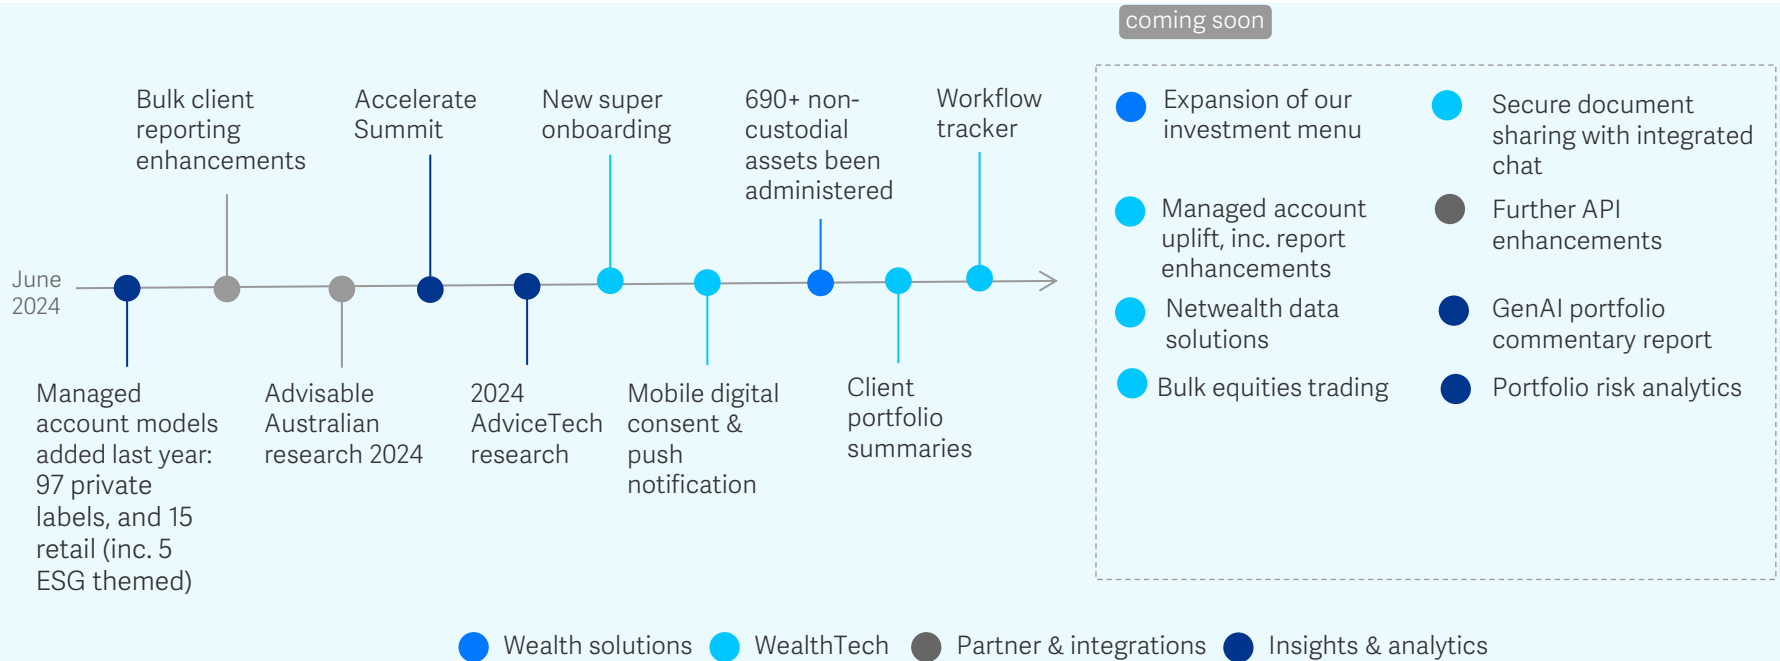 coming soon
Bulk client
reporting
enhancements
Accelerate
Summit
New super
onboarding
690+ non-
custodial
assets been
administered
Workflow
tracker
June
2024
Managed
account models
added last year:
97 private
labels, and 15
retail (inc. 5
ESG themed)
Advisable
Australian
research 2024
2024
AdviceTech
research
Mobile digital
consent &
push
notification
Client
portfolio
summaries
Expansion of our
investment menu
Managed account
uplift, inc. report
enhancements
Netwealth data
solutions
Bulk equities trading
Secure document
sharing with integrated
chat
Further API
enhancements
GenAI portfolio
commentary report
Portfolio risk analytics
Wealth solutions
WealthTech
Partner & integrations
Insights & analytics